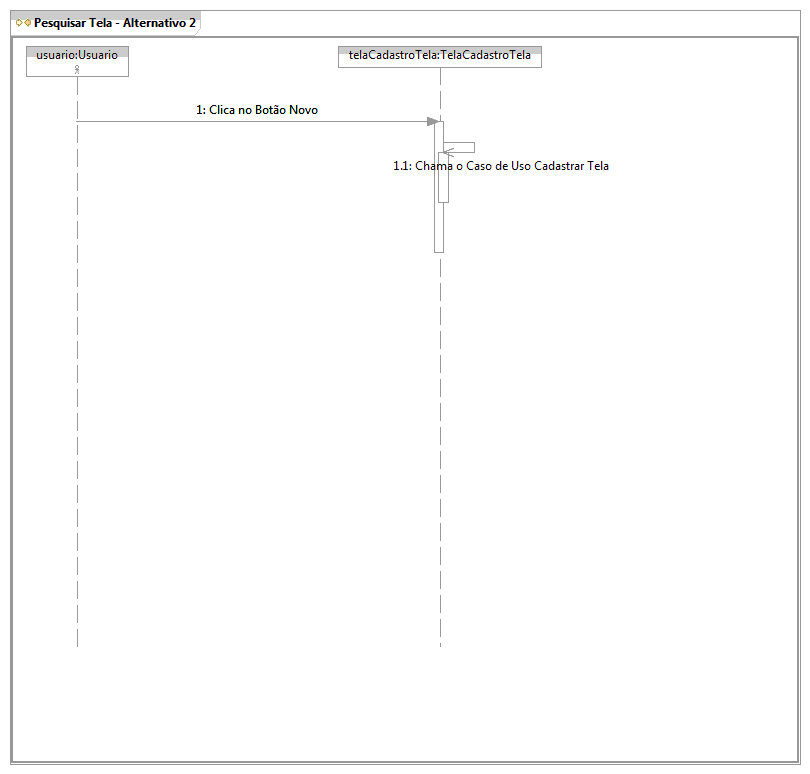 Pesquisar Tela - Alternativo 2
usuario:Usuario
telaCadastroTela:TelaCadastroTela
1: Clica no Botão Novo
1.1: Chama o Caso de Uso Cadastrar Tela